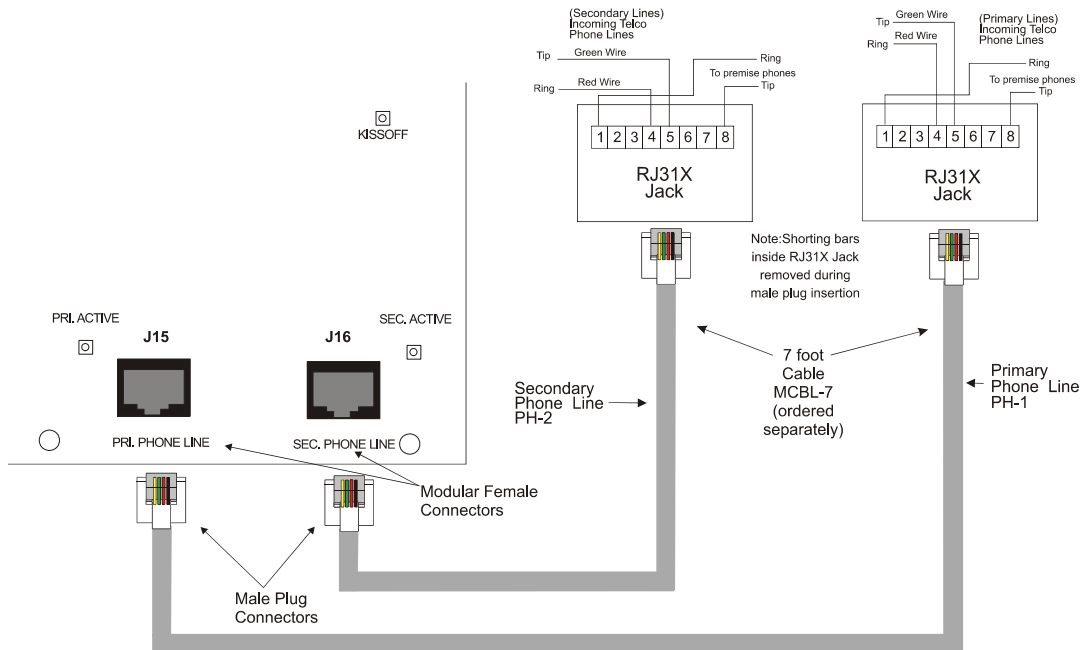 (Secondary Lines)
Incoming Telco
Phone Lines
Tip
Green Wire
Ring
Red Wire
Ring
To premise phones
Tip
1 2 3 4 5 6 7 8
RJ31X
Jack
Green Wire
Tip
Red Wire
Ring
(Primary Lines)
Incoming Telco
Phone Lines
Ring
To premise phones
Tip
1 2 3 4 5 6 7 8
RJ31X
Jack
KISSOFF
Note:Shorting bars
inside RJ31X Jack
removed during
male plug insertion
PRI. ACTIVE
J15
J16
SEC. ACTIVE
PRI. PHONE LINE
SEC. PHONE LINE
Secondary
Phone Line
PH-2
7 foot
Cable
MCBL-7
(ordered
separately)
Primary
Phone Line
PH-1
Modular Female
Connectors
Male Plug
Connectors